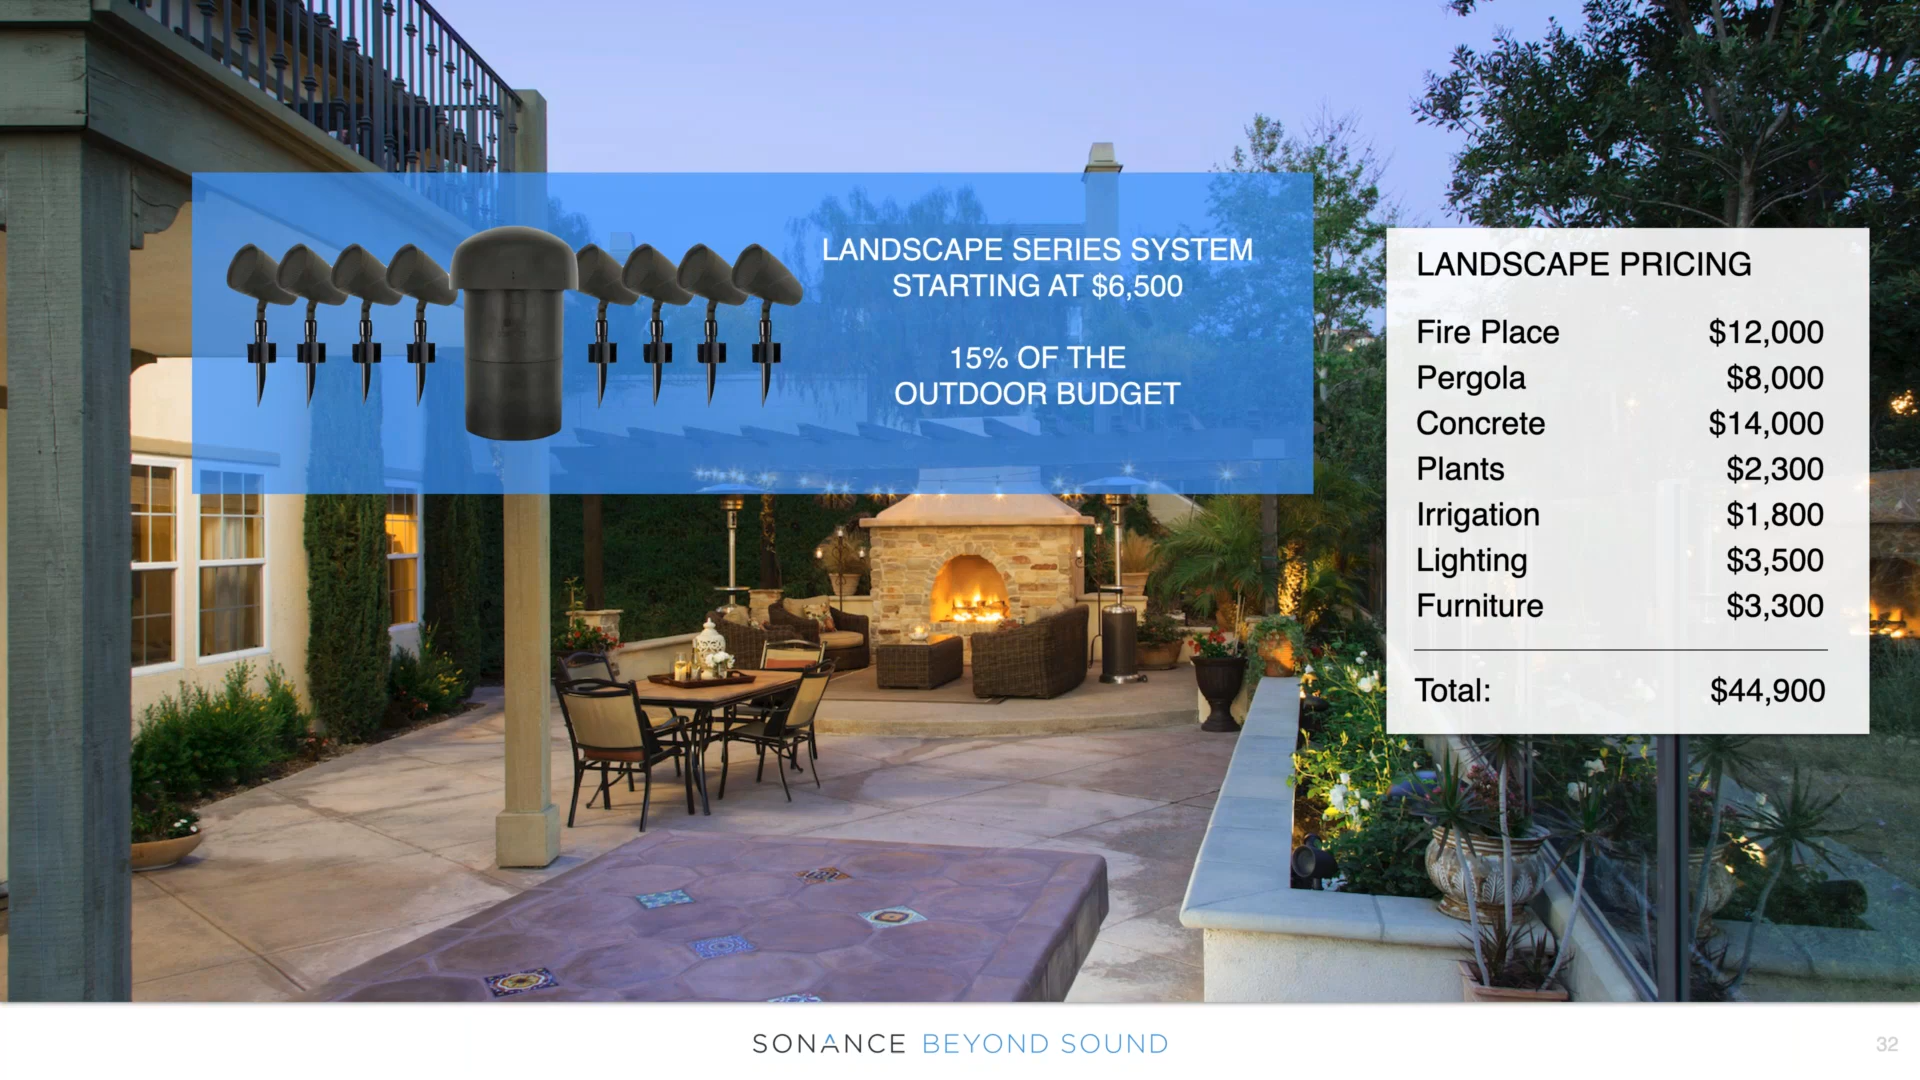 LANDSCAPE SERIES SYSTEM
STARTING AT $6,500
15% OF THE
OUTDOOR BUDGET
LANDSCAPE PRICING
Fire Place $12,000
Pergola $8,000
Concrete $14,000
Plants $2,300
Irrigation $1,800
Lighting $3,500
Furniture $3,300
Total: $44,900
SONANCE BEYOND SOUND
32